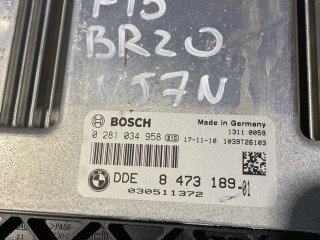 F15
BR20
N57N
BOSCH
Made in Germany
1311 0059
0 281 034 958 17-11-10 1039T26103
DDE 8 473 189-01
030511372